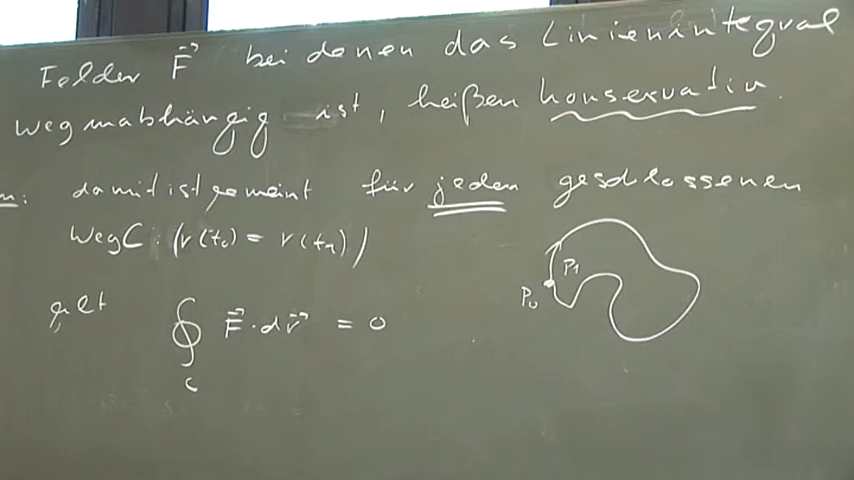 Felder F⃗ bei denen das Linienintegral
Wegunabhängig ist, heißen konservativ.
damit ist gemeint für jeden geschlossenen
Weg C: (r(t₀) = r(t₁))
gilt ∮ F⃗·dr⃗ = 0
C
P₁
P₀